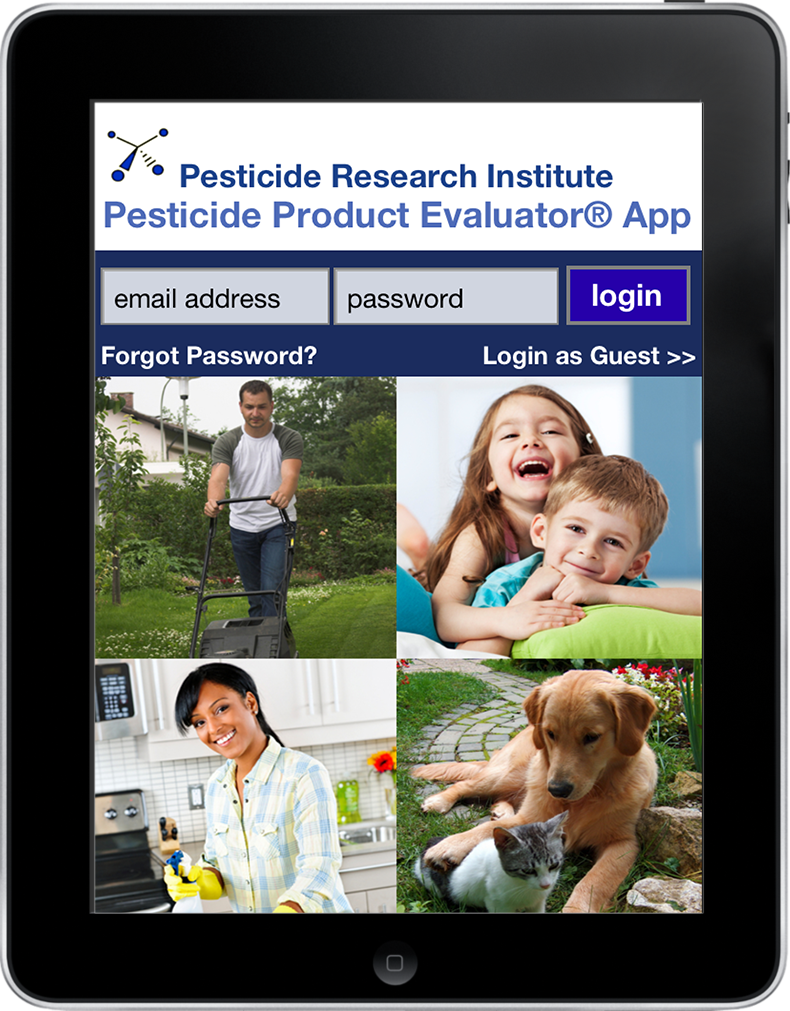 Pesticide Research Institute
Pesticide Product Evaluator® App
email address password login
Forgot Password? Login as Guest >>